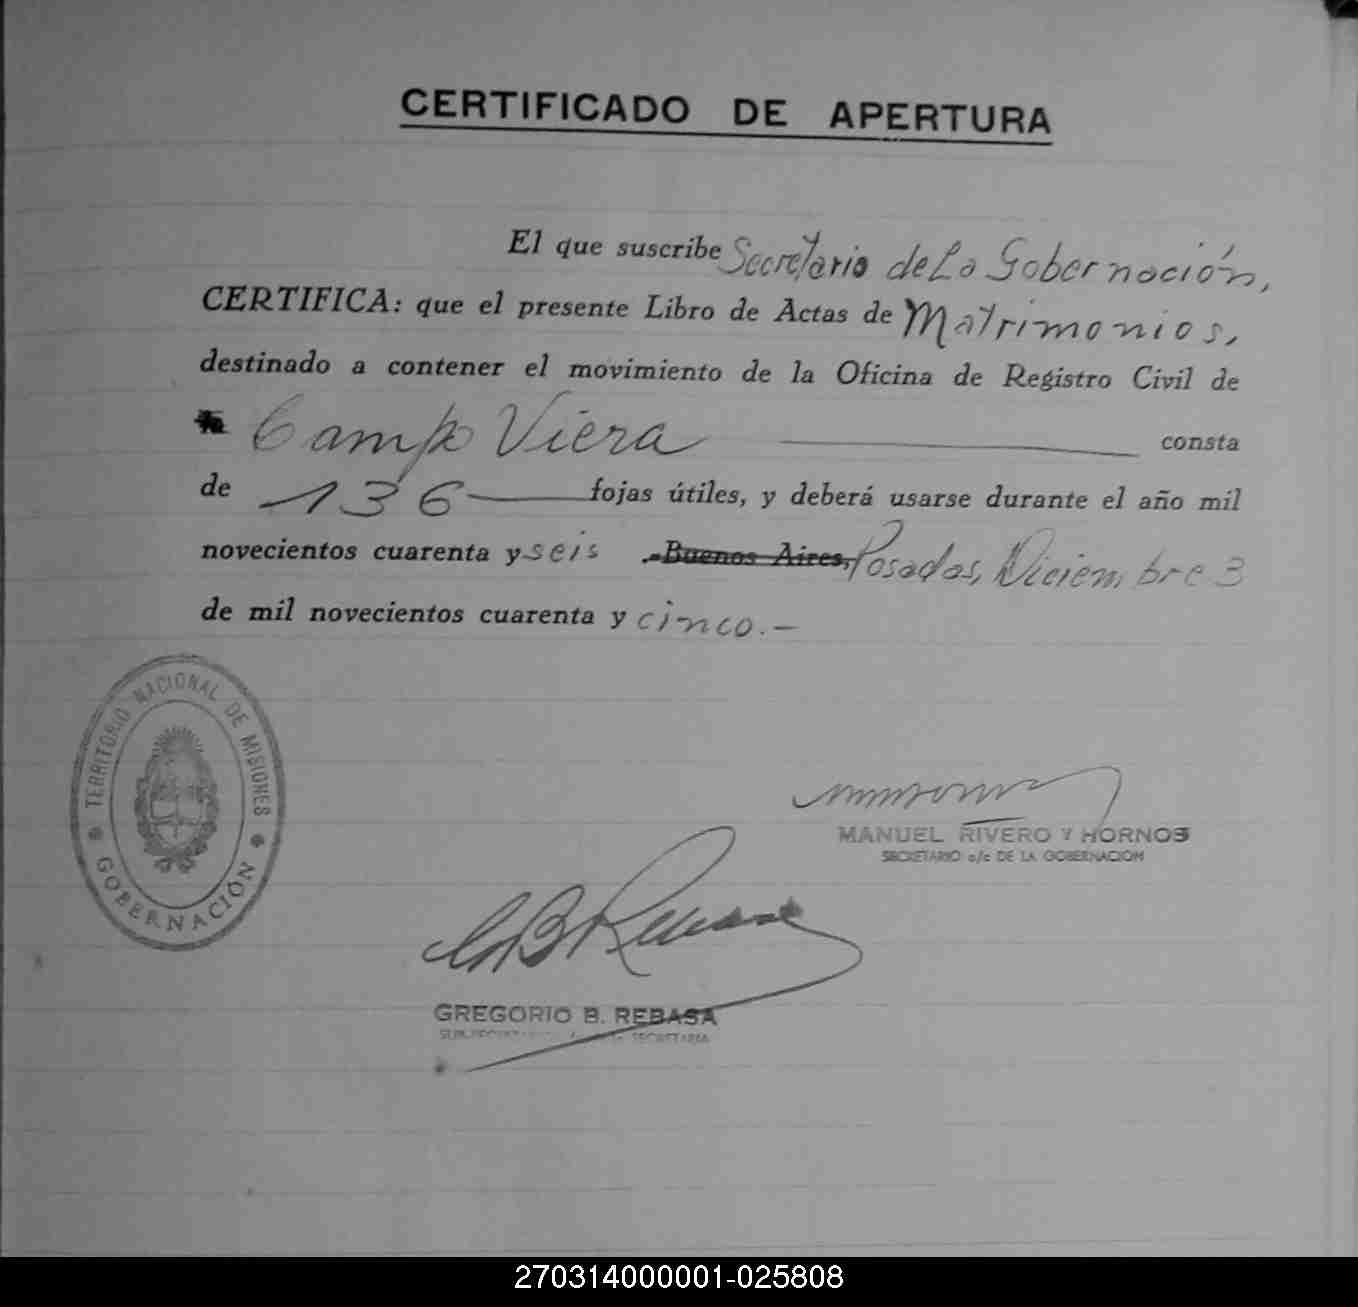 CERTIFICADO DE APERTURA
El que suscribe Secretario de La Gobernación,
CERTIFICA: que el presente Libro de Actas de Matrimonios,
destinado a contener el movimiento de la Oficina de Registro Civil de
Campo Viera consta
de 136 fojas útiles, y deberá usarse durante el año mil
novecientos cuarenta y seis Buenos Aires, Posadas, Diciembre 3
de mil novecientos cuarenta y cinco.-
TERRITORIO NACIONAL DE MISIONES
GOBERNACIÓN
MANUEL RIVERO Y HORNOS
SECRETARIO a/c DE LA GOBERNACION
G B Rebasa
GREGORIO B. REBASA
SECRETARIA
270314000001-025808